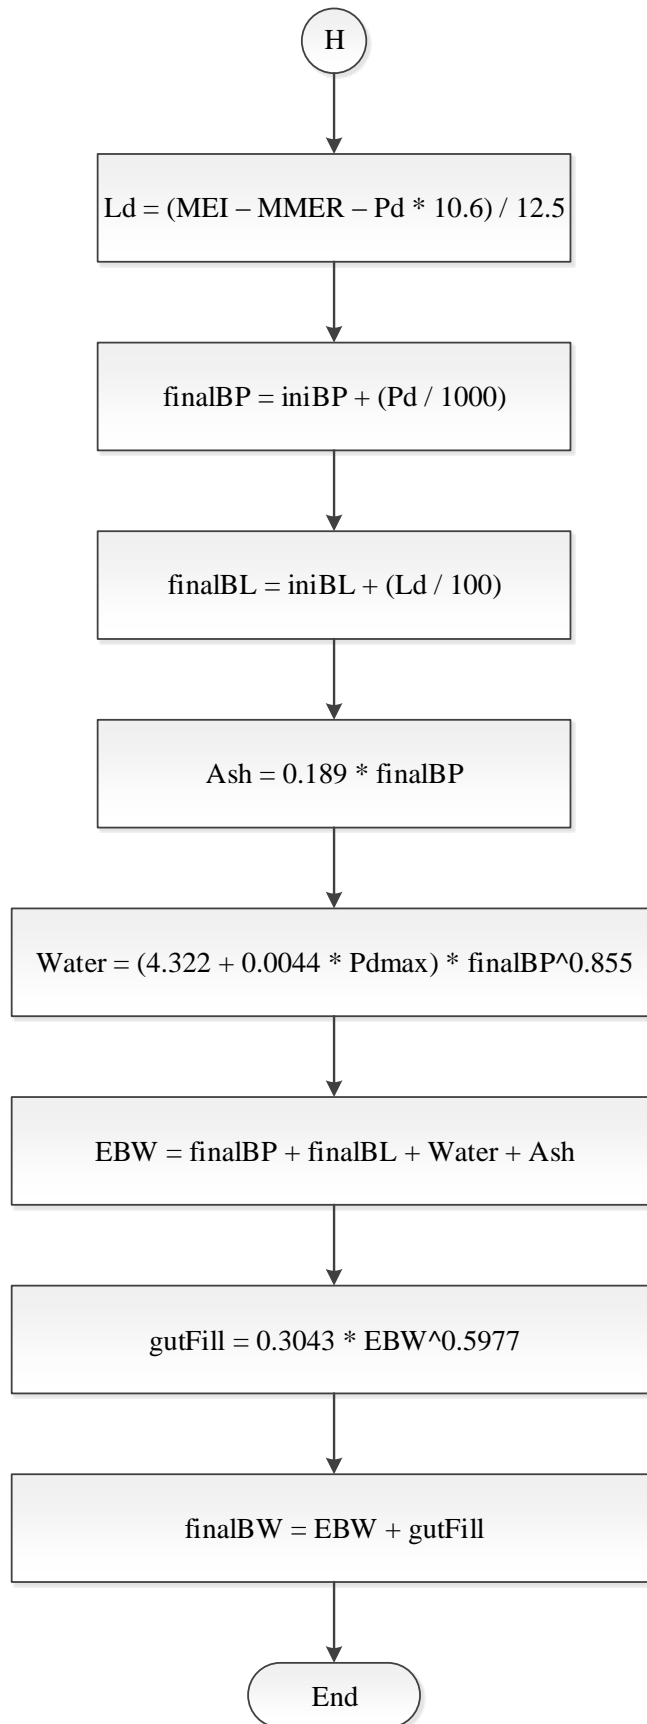 H
Ld = (MEI – MMER – Pd * 10.6) / 12.5
finalBP = iniBP + (Pd / 1000)
finalBL = iniBL + (Ld / 100)
Ash = 0.189 * finalBP
Water = (4.322 + 0.0044 * Pdmax) * finalBP^0.855
EBW = finalBP + finalBL + Water + Ash
gutFill = 0.3043 * EBW^0.5977
finalBW = EBW + gutFill
End